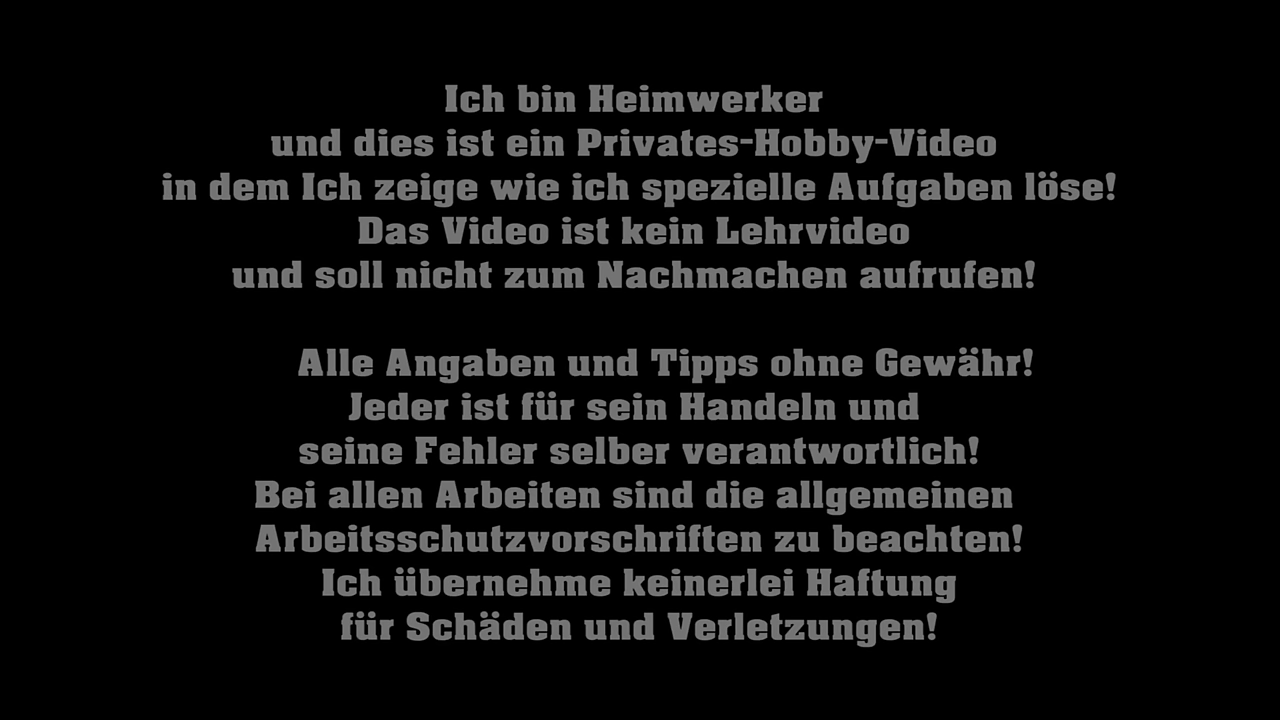 Ich bin Heimwerker
und dies ist ein Privates-Hobby-Video
in dem Ich zeige wie ich spezielle Aufgaben löse!
Das Video ist kein Lehrvideo
und soll nicht zum Nachmachen aufrufen!
Alle Angaben und Tipps ohne Gewähr!
Jeder ist für sein Handeln und
seine Fehler selber verantwortlich!
Bei allen Arbeiten sind die allgemeinen
Arbeitsschutzvorschriften zu beachten!
Ich übernehme keinerlei Haftung
für Schäden und Verletzungen!